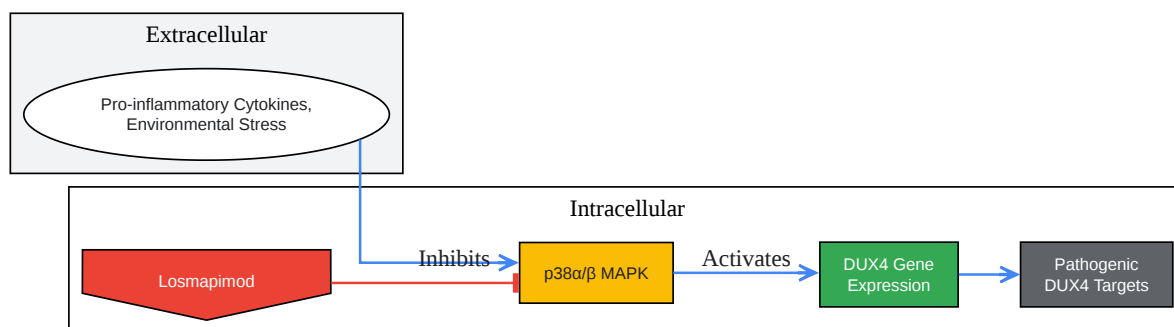 Extracellular
Pro-inflammatory Cytokines,
Environmental Stress
Intracellular
Inhibits
Activates
Losmapimod
p38α/β MAPK
DUX4 Gene
Expression
Pathogenic
DUX4 Targets